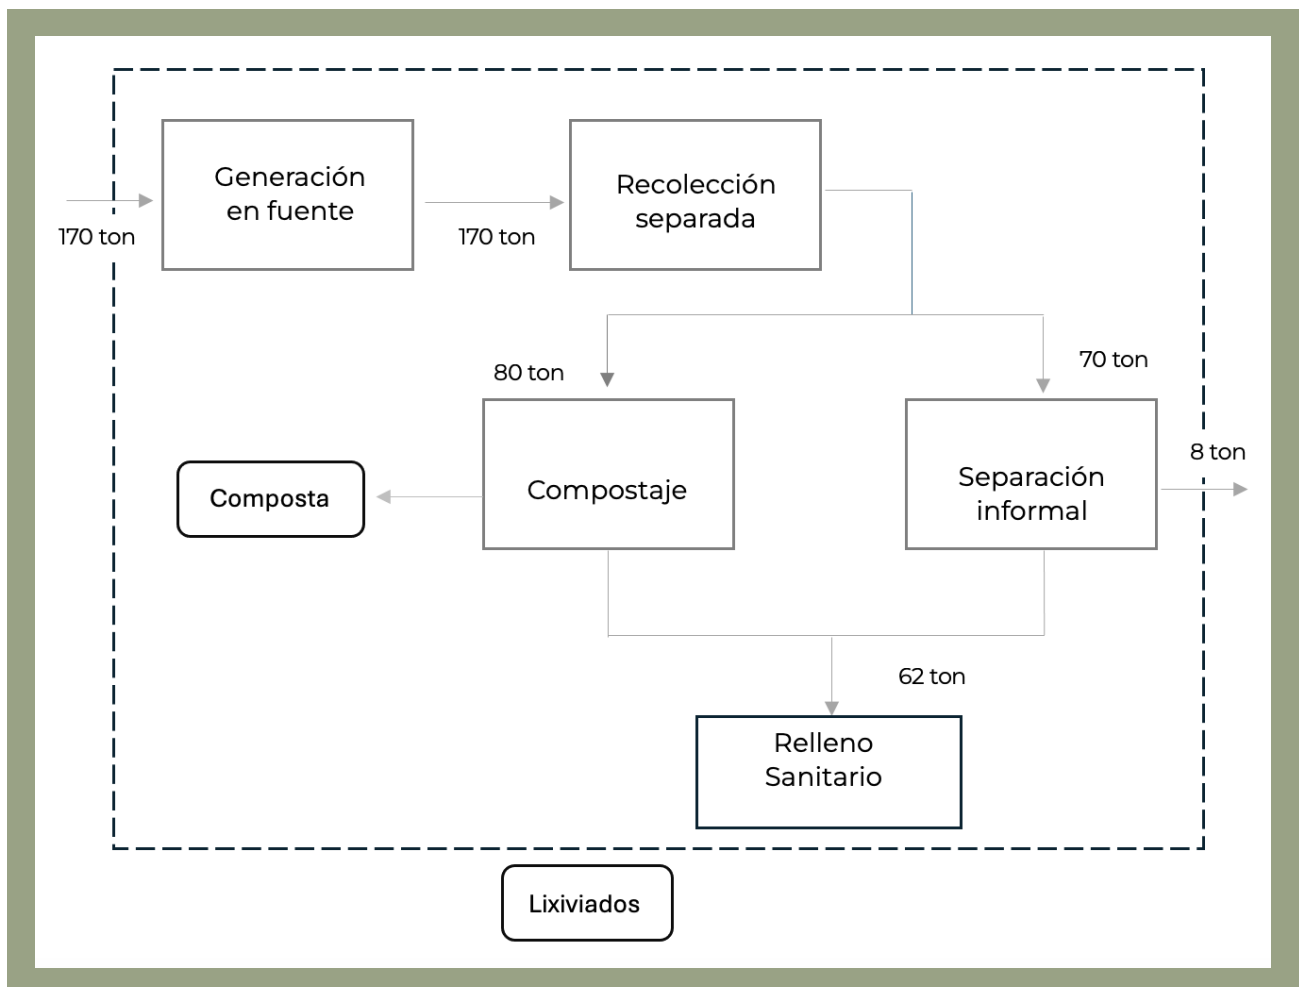 Generación
en fuente
Recolección
separada
170 ton
170 ton
80 ton
70 ton
8 ton
Composta
Compostaje
Separación
informal
62 ton
Relleno
Sanitario
Lixiviados